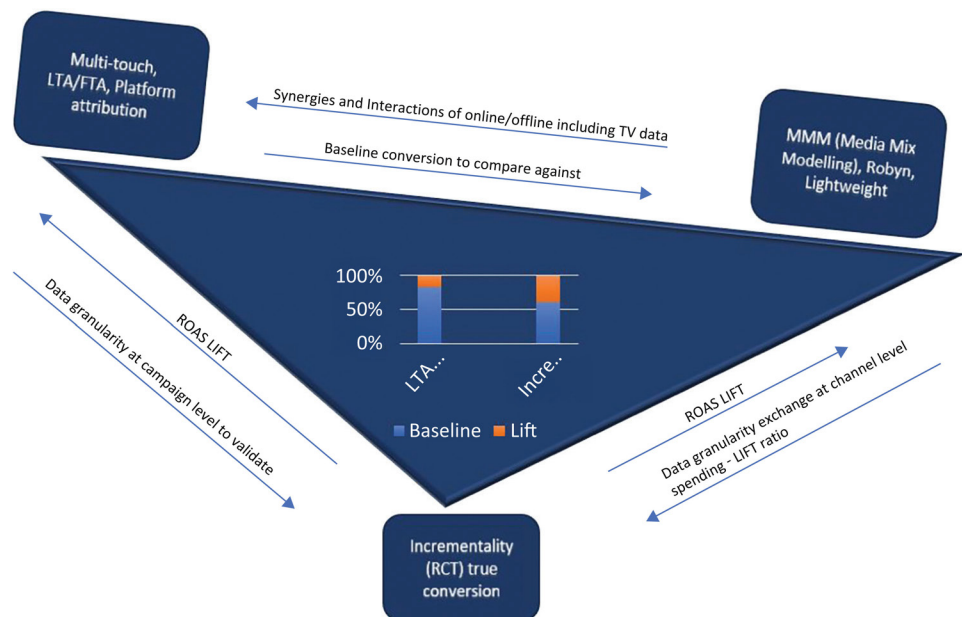 Multi-touch,
LTA/FTA, Platform
attribution
Synergies and Interactions of online/offline including TV data
Baseline conversion to compare against
MMM (Media Mix
Modelling), Robyn,
Lightweight
100%
50%
0%
LTA...
Incre..
Baseline
Lift
ROAS LIFT
Data granularity at campaign level to validate
ROAS LIFT
Data granularity exchange at channel level
spending - LIFT ratio
Incrementality
(RCT) true
conversion